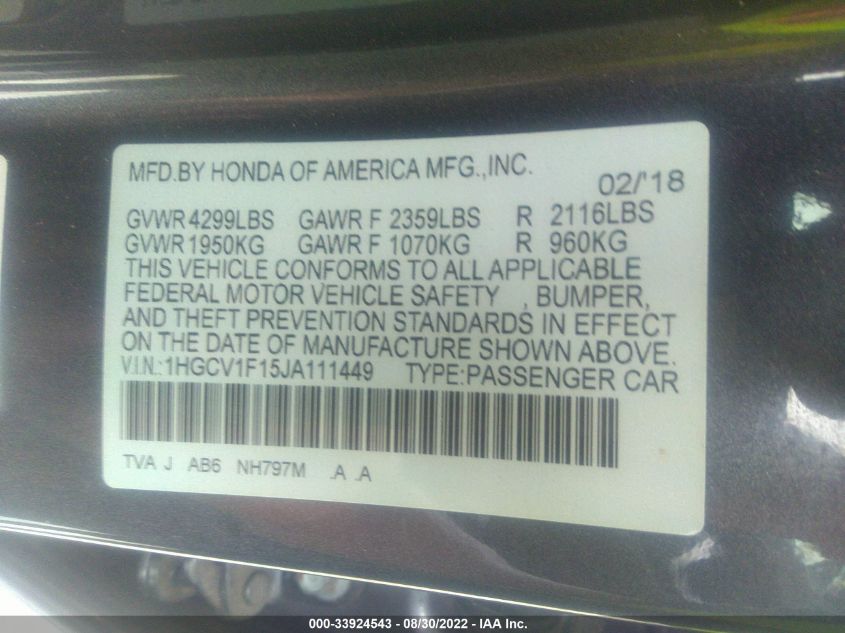 MFD.BY HONDA OF AMERICA MFG.,INC. 02/'18
GVWR 4299LBS GAWR F 2359LBS R 2116LBS
GVWR 1950KG GAWR F 1070KG R 960KG
THIS VEHICLE CONFORMS TO ALL APPLICABLE
FEDERAL MOTOR VEHICLE SAFETY , BUMPER,
AND THEFT PREVENTION STANDARDS IN EFFECT
ON THE DATE OF MANUFACTURE SHOWN ABOVE.
V.I.N.:1HGCV1F15JA111449 TYPE:PASSENGER CAR
TVA J AB6 NH797M .A .A
000-33924543 - 08/30/2022 - IAA Inc.